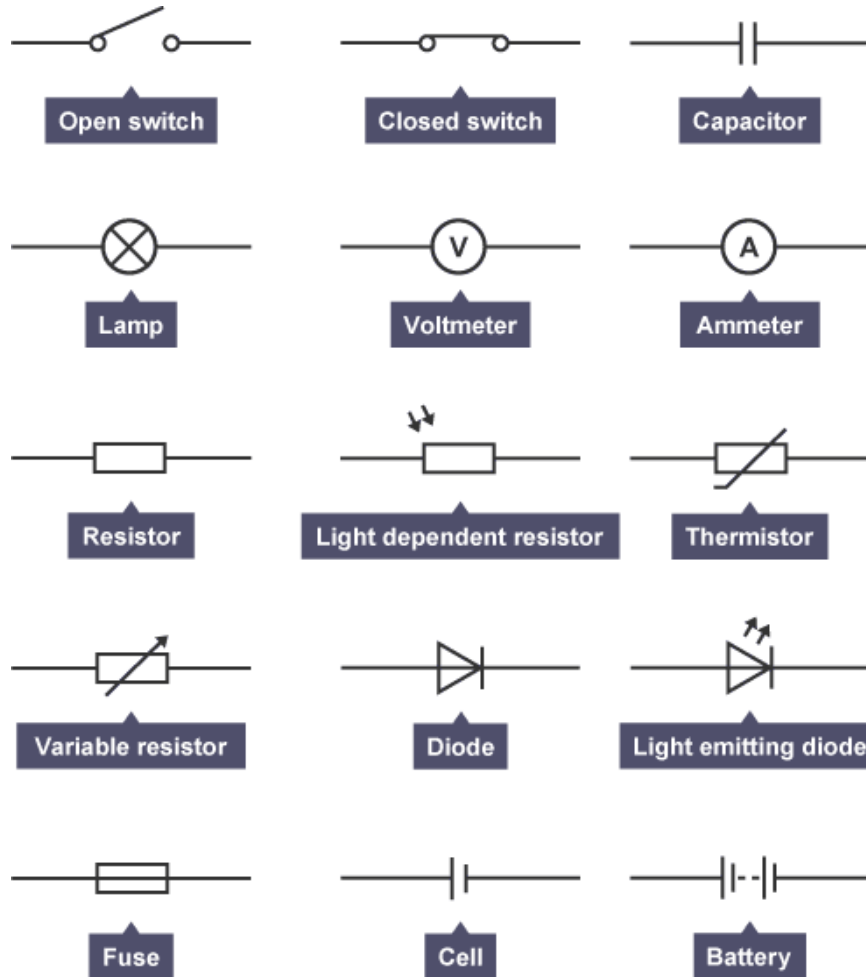 Open switch
Closed switch
Capacitor
V
A
Lamp
Voltmeter
Ammeter
Resistor
Light dependent resistor
Thermistor
Variable resistor
Diode
Light emitting diode
Fuse
Cell
Battery